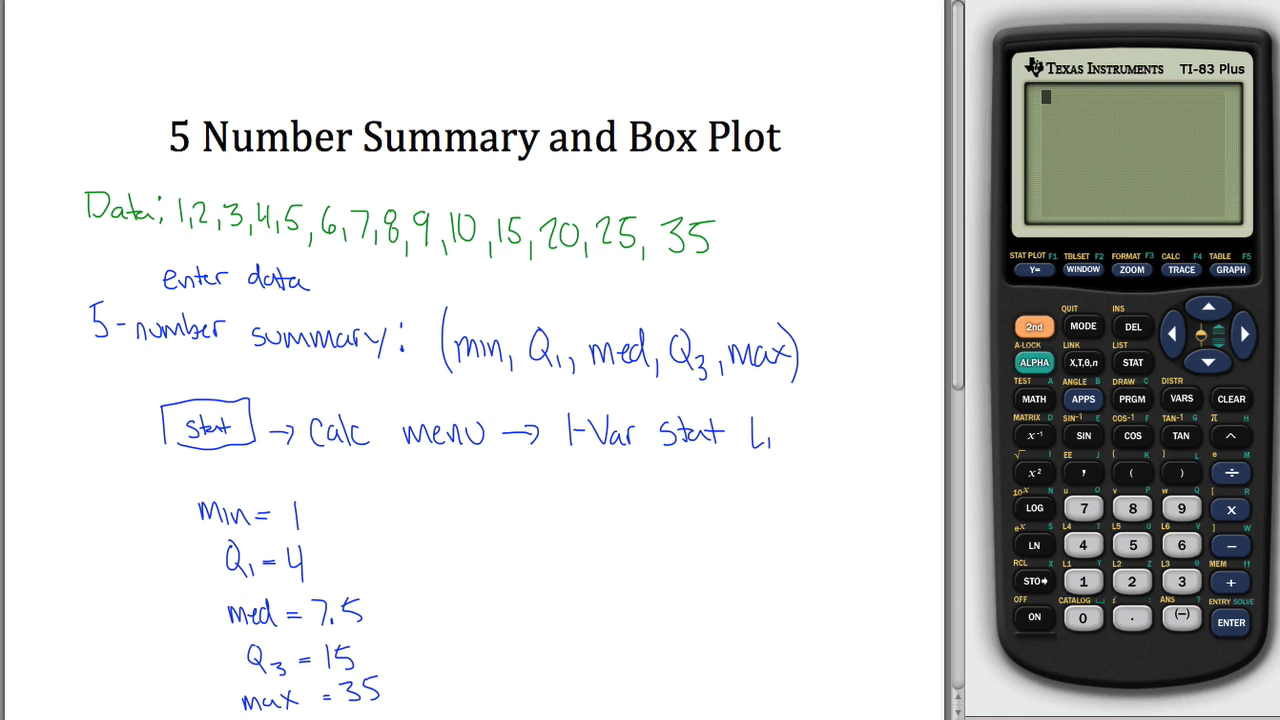 5 Number Summary and Box Plot
Data: 1,2,3,4,5,6,7,8,9,10,15,20,25,35
enter data
5-number summary: (min, Q1, med, Q3, max)
stat → Calc menu → 1-Var stat L1
min = 1
Q1 = 4
med = 7.5
Q3 = 15
max = 35
TEXAS INSTRUMENTS TI-83 Plus
STAT PLOT F1 TBLSET F2 FORMAT F3 CALC F4 TABLE F5
Y= WINDOW ZOOM TRACE GRAPH
QUIT INS
2nd MODE DEL
A-LOCK LINK LIST
ALPHA X,T,θ,n STAT
TEST A ANGLE B DRAW C DISTR
MATH APPS PRGM VARS CLEAR
MATRIX D SIN⁻¹ E COS⁻¹ F TAN⁻¹ G π H
x⁻¹ SIN COS TAN ^
√ I EE J { K } L e M
x² , ( ) ÷
10ˣ N u O v P w Q [ R
LOG 7 8 9 x
eˣ S L4 T L5 U L6 V ] W
LN 4 5 6 −
RCL X L1 Y L2 Z L3 θ MEM "
STO➔ 1 2 3 +
OFF CATALOG i : ANS ? ENTRY SOLVE
ON 0 . (−) ENTER